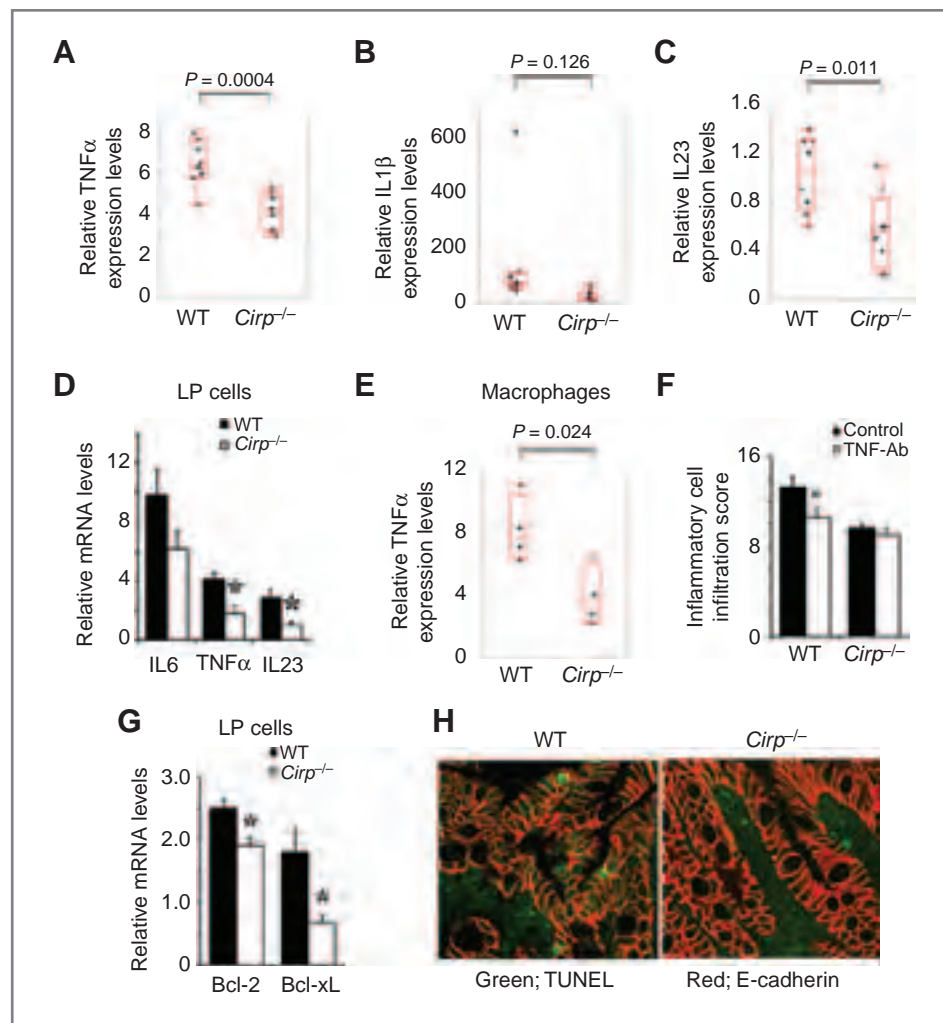 A
P = 0.0004
Relative TNFα
expression levels
8
6
4
2
0
WT
Cirp–/–
B
P = 0.126
Relative IL1β
expression levels
600
400
200
0
WT
Cirp–/–
C
P = 0.011
Relative IL23
expression levels
1.6
1.2
0.8
0.4
0
WT
Cirp–/–
D
LP cells
WT
Cirp–/–
Relative mRNA levels
12
8
4
0
*
*
IL6
TNFα
IL23
E
Macrophages
P = 0.024
Relative TNFα
expression levels
12
8
4
0
WT
Cirp–/–
F
Control
TNF-Ab
Inflammatory cell
infiltration score
16
8
0
*
WT
Cirp–/–
G
LP cells
WT
Cirp–/–
Relative mRNA levels
3.0
2.0
1.0
0
*
*
Bcl-2
Bcl-xL
H
WT
Cirp–/–
Green; TUNEL
Red; E-cadherin